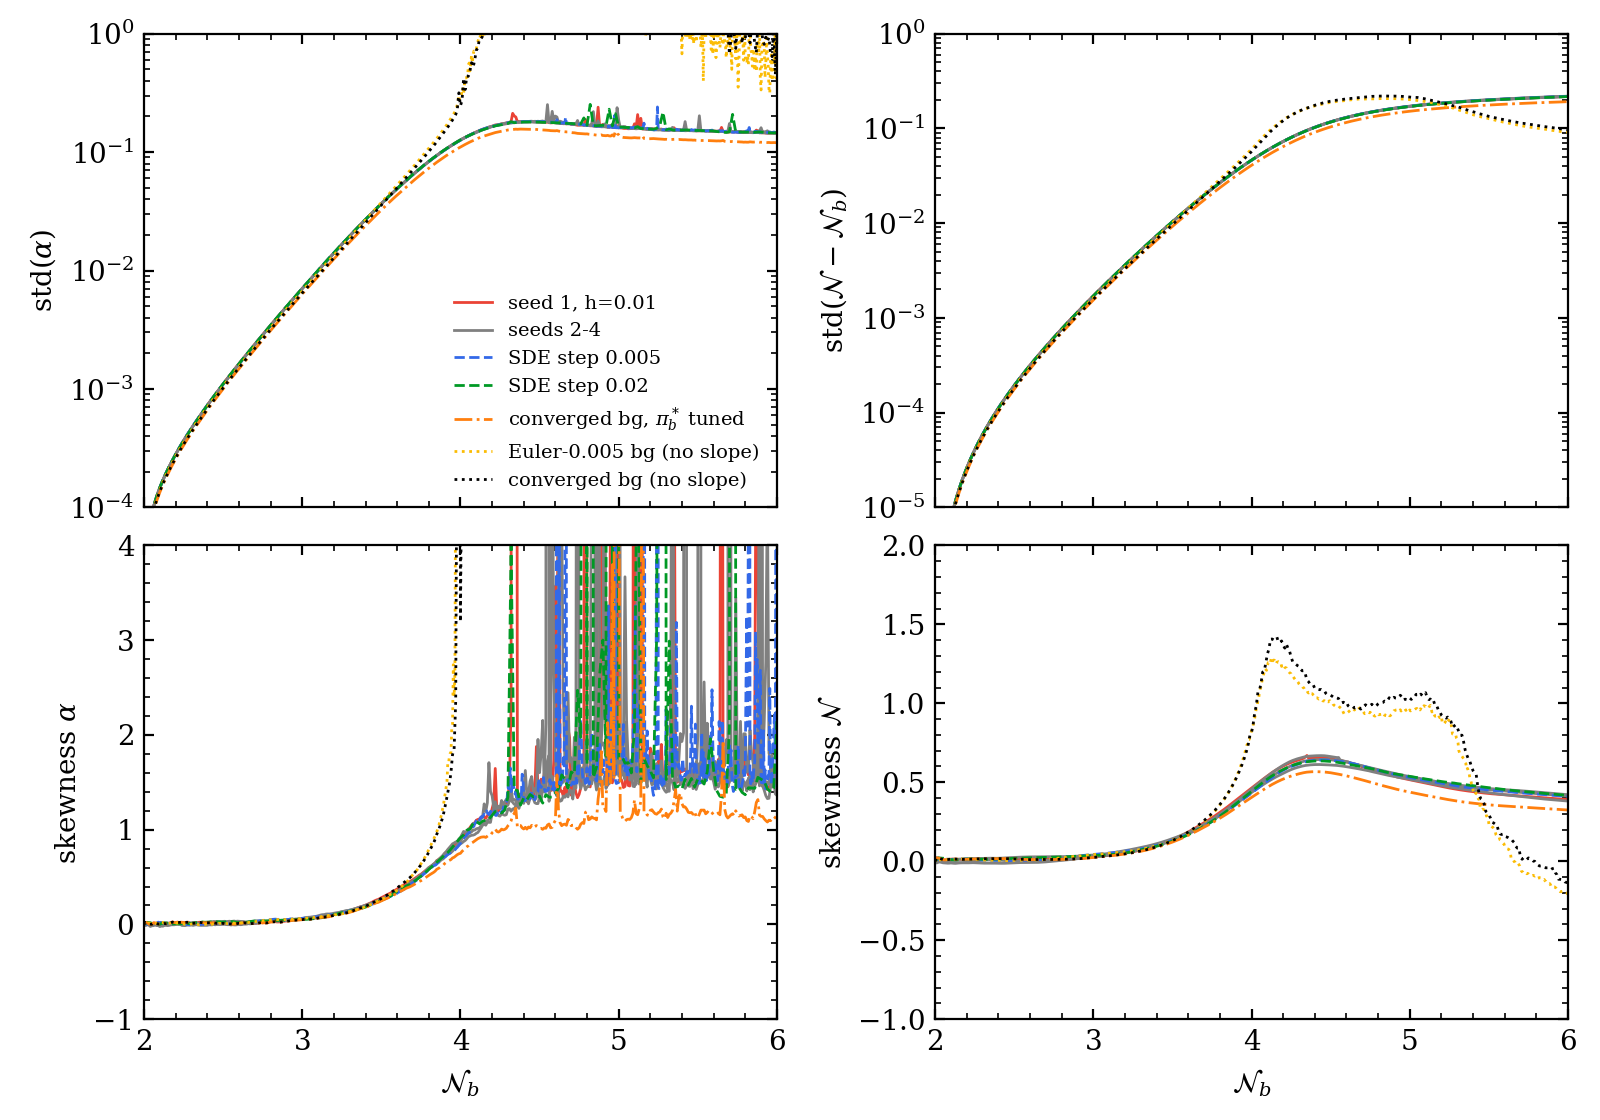 10⁰
10⁻¹
10⁻²
10⁻³
10⁻⁴
std(α)
seed 1, h=0.01
seeds 2-4
SDE step 0.005
SDE step 0.02
converged bg, π_b^* tuned
Euler-0.005 bg (no slope)
converged bg (no slope)
10⁰
10⁻¹
10⁻²
10⁻³
10⁻⁴
10⁻⁵
std(𝒩 − 𝒩_b)
4
3
2
1
0
−1
skewness α
2 3 4 5 6
𝒩_b
2.0
1.5
1.0
0.5
0.0
−0.5
−1.0
skewness 𝒩
2 3 4 5 6
𝒩_b